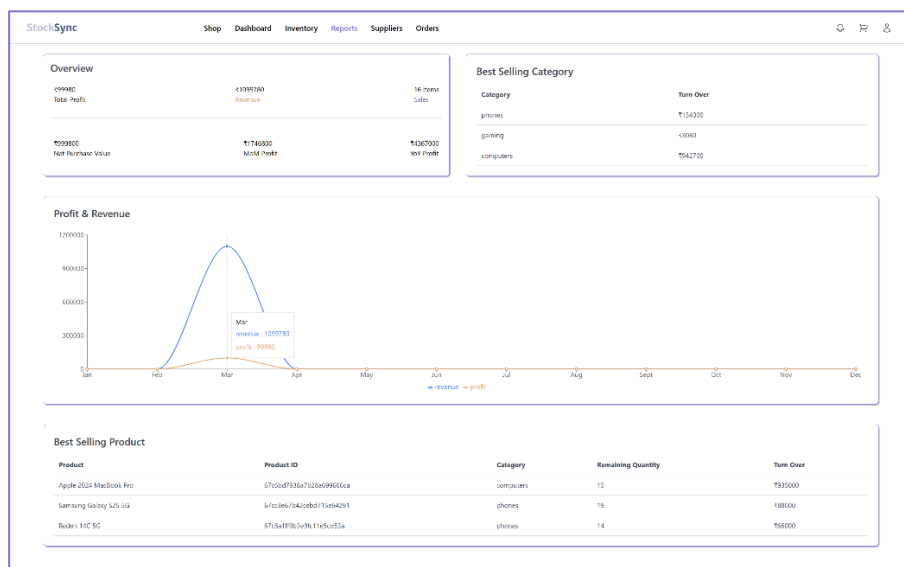 StockSync
Shop Dashboard Inventory Reports Suppliers Orders
Overview
₹99980 ₹1099780 16 items
Total Profit Revenue Sales
₹999800 ₹1746800 ₹4367000
Net Purchase Value MoM Profit YoY Profit
Best Selling Category
Category Turn Over
phones ₹154000
gaming ₹3080
computers ₹942700
Profit & Revenue
1200000
900000
600000
300000
0
Mar
revenue : 1099780
profit : 99980
Jan Feb Mar Apr May Jun Jul Aug Sept Oct Nov Dec
revenue profit
Best Selling Product
Product Product ID Category Remaining Quantity Turn Over
Apple 2024 MacBook Pro computers 15 ₹935000
Samsung Galaxy S25 5G phones 19 ₹88000
Redmi 14C 5G phones 14 ₹66000